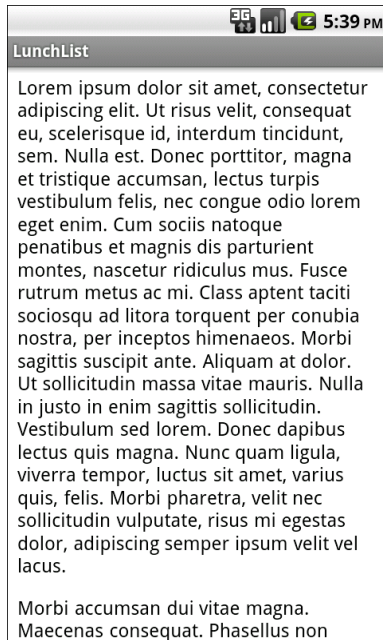 3G 5:39 PM
LunchList
Lorem ipsum dolor sit amet, consectetur
adipiscing elit. Ut risus velit, consequat
eu, scelerisque id, interdum tincidunt,
sem. Nulla est. Donec porttitor, magna
et tristique accumsan, lectus turpis
vestibulum felis, nec congue odio lorem
eget enim. Cum sociis natoque
penatibus et magnis dis parturient
montes, nascetur ridiculus mus. Fusce
rutrum metus ac mi. Class aptent taciti
sociosqu ad litora torquent per conubia
nostra, per inceptos himenaeos. Morbi
sagittis suscipit ante. Aliquam at dolor.
Ut sollicitudin massa vitae mauris. Nulla
in justo in enim sagittis sollicitudin.
Vestibulum sed lorem. Donec dapibus
lectus quis magna. Nunc quam ligula,
viverra tempor, luctus sit amet, varius
quis, felis. Morbi pharetra, velit nec
sollicitudin vulputate, risus mi egestas
dolor, adipiscing semper ipsum velit vel
lacus.
Morbi accumsan dui vitae magna.
Maecenas consequat. Phasellus non